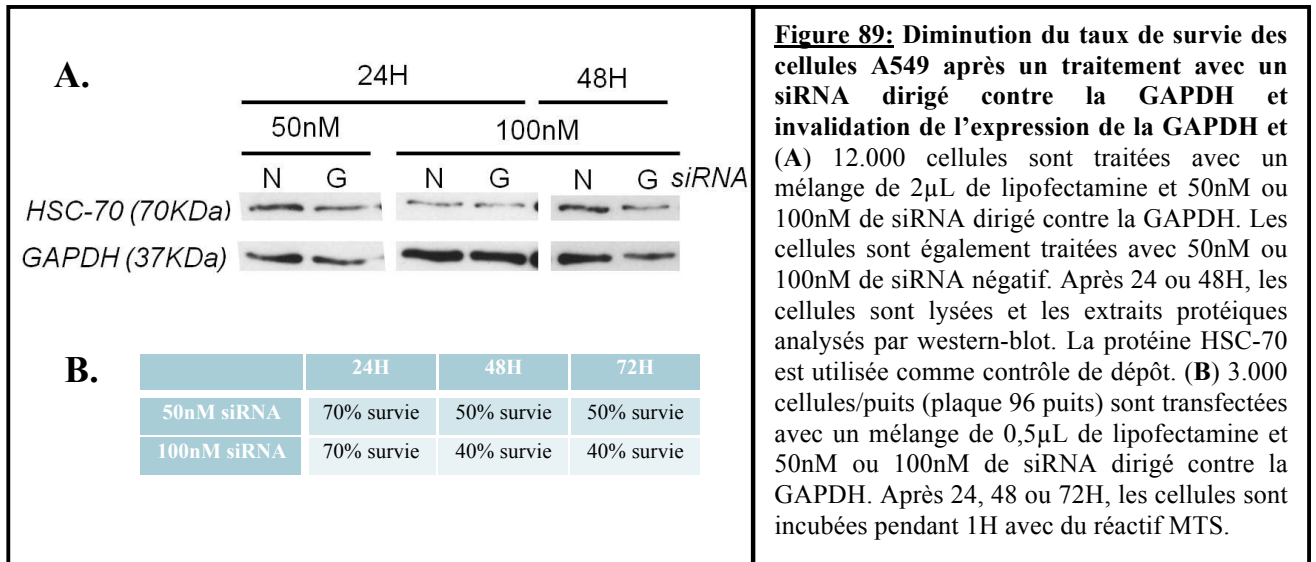 A.
24H 48H
50nM 100nM
N G N G N G siRNA
HSC-70 (70KDa)
GAPDH (37KDa)
B.
24H 48H 72H
50nM siRNA 70% survie 50% survie 50% survie
100nM siRNA 70% survie 40% survie 40% survie
Figure 89: Diminution du taux de survie des
cellules A549 après un traitement avec un
siRNA dirigé contre la GAPDH et
invalidation de l'expression de la GAPDH et
(A) 12.000 cellules sont traitées avec un
mélange de 2µL de lipofectamine et 50nM ou
100nM de siRNA dirigé contre la GAPDH. Les
cellules sont également traitées avec 50nM ou
100nM de siRNA négatif. Après 24 ou 48H, les
cellules sont lysées et les extraits protéiques
analysés par western-blot. La protéine HSC-70
est utilisée comme contrôle de dépôt. (B) 3.000
cellules/puits (plaque 96 puits) sont transfectées
avec un mélange de 0,5µL de lipofectamine et
50nM ou 100nM de siRNA dirigé contre la
GAPDH. Après 24, 48 ou 72H, les cellules sont
incubées pendant 1H avec du réactif MTS.